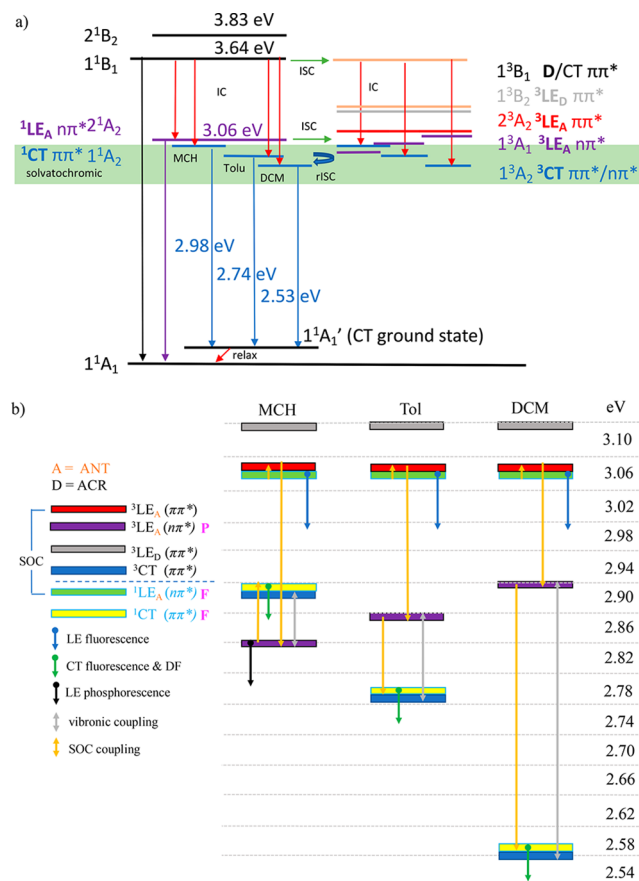 a)
3.83 eV
2¹B₂
3.64 eV
1¹B₁
ISC
IC
IC
1³B₁ D/CT ππ*
1³B₂ ³LE_D ππ*
2³A₂ ³LE_A ππ*
1³A₁ ³LE_A nπ*
1³A₂ ³CT ππ*/nπ*
¹LE_A nπ* 2¹A₂
3.06 eV
ISC
¹CT ππ* 1¹A₂
solvatochromic
MCH
Tolu
DCM
rISC
2.98 eV
2.74 eV
2.53 eV
1¹A₁' (CT ground state)
relax
1¹A₁
b)
MCH
Tol
DCM
eV
3.10
3.06
3.02
2.98
2.94
2.90
2.86
2.82
2.78
2.74
2.70
2.66
2.62
2.58
2.54
A = ANT
D = ACR
SOC
³LE_A (ππ*)
³LE_A (nπ*) P
³LE_D (ππ*)
³CT (ππ*)
¹LE_A (nπ*) F
¹CT (ππ*) F
LE fluorescence
CT fluorescence & DF
LE phosphorescence
vibronic coupling
SOC coupling